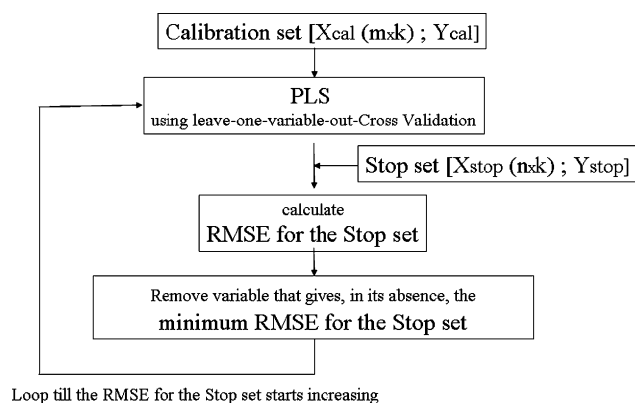 Calibration set [Xcal (mxk) ; Ycal]
PLS
using leave-one-variable-out-Cross Validation
Stop set [Xstop (nxk) ; Ystop]
calculate
RMSE for the Stop set
Remove variable that gives, in its absence, the
minimum RMSE for the Stop set
Loop till the RMSE for the Stop set starts increasing